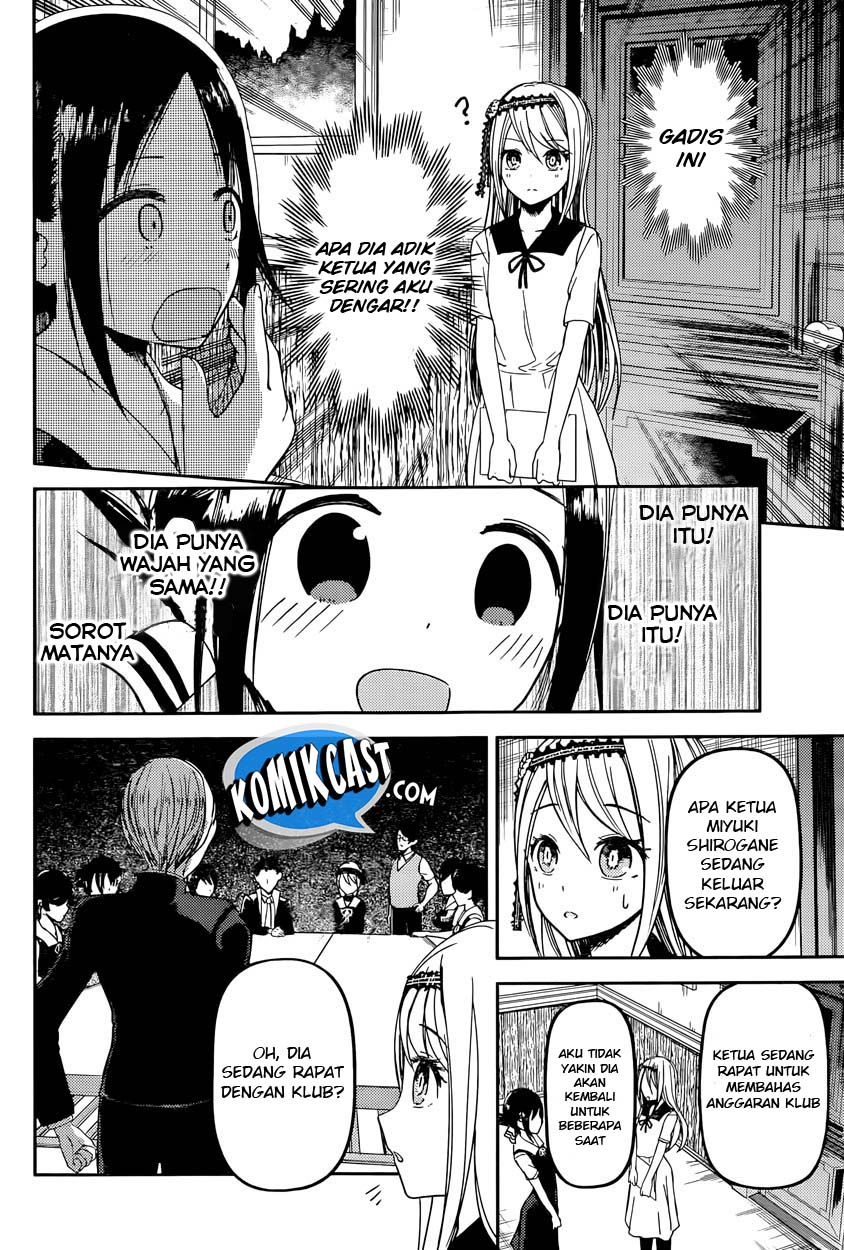 GADIS
INI
?
APA DIA ADIK
KETUA YANG
SERING AKU
DENGAR!!
DIA PUNYA
ITU!
DIA PUNYA
ITU!
DIA PUNYA
WAJAH YANG
SAMA!!
SOROT
MATANYA
APA KETUA
MIYUKI
SHIROGANE
SEDANG
KELUAR
SEKARANG?
KETUA SEDANG
RAPAT UNTUK
MEMBAHAS
ANGGARAN KLUB
AKU TIDAK
YAKIN DIA
AKAN
KEMBALI
UNTUK
BEBERAPA
SAAT
KOMIKCAST
.COM
OH, DIA
SEDANG RAPAT
DENGAN KLUB?